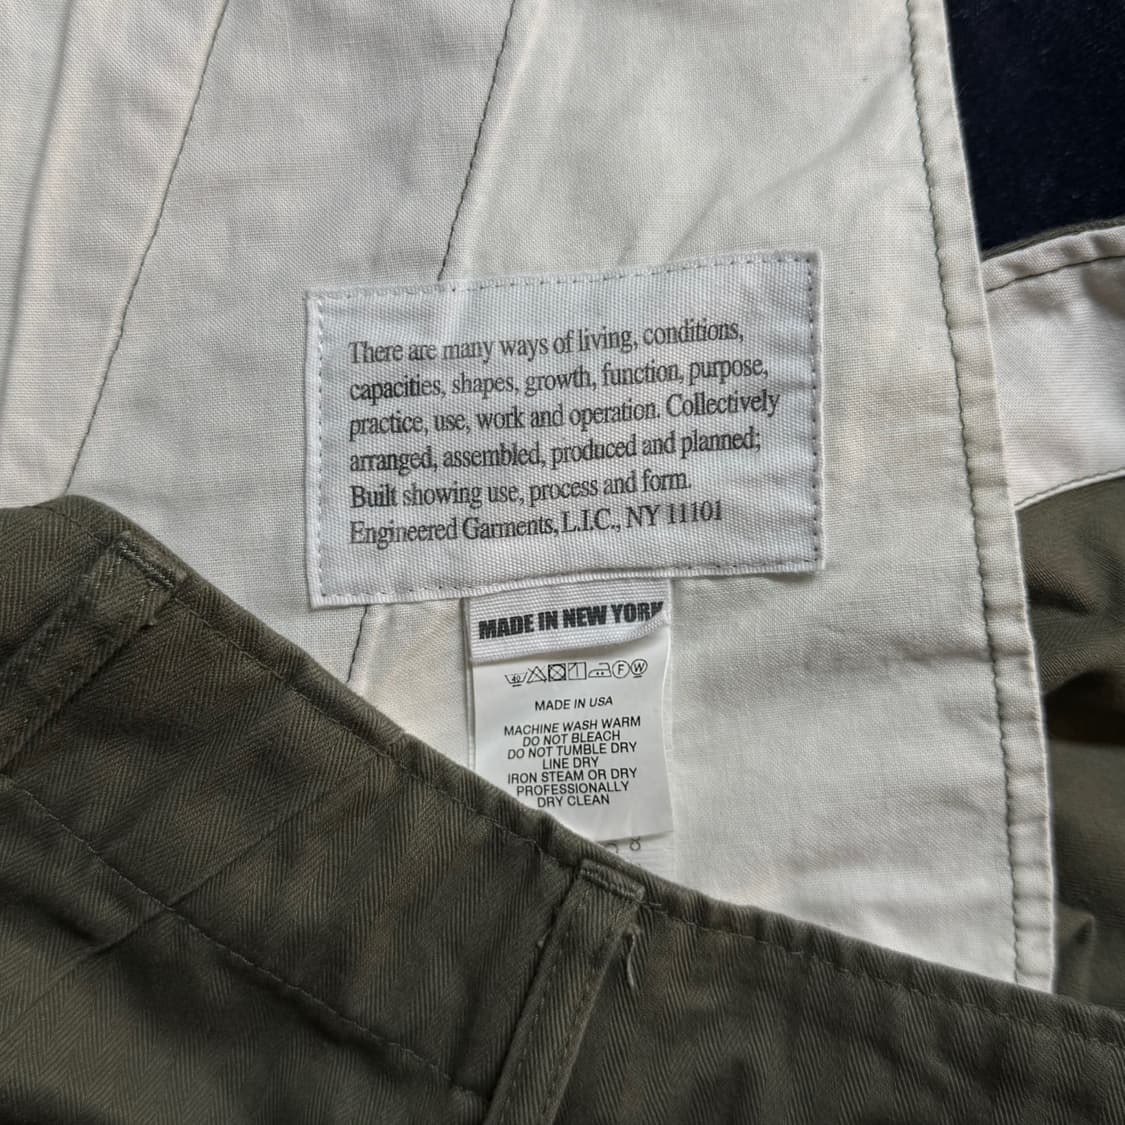 There are many ways of living, conditions,
capacities, shapes, growth, function, purpose,
practice, use, work and operation. Collectively
arranged, assembled, produced and planned;
Built showing use, process and form.
Engineered Garments, L.I.C., NY 11101
MADE IN NEW YORK
F W
MADE IN USA
MACHINE WASH WARM
DO NOT BLEACH
DO NOT TUMBLE DRY
LINE DRY
IRON STEAM OR DRY
PROFESSIONALLY
DRY CLEAN